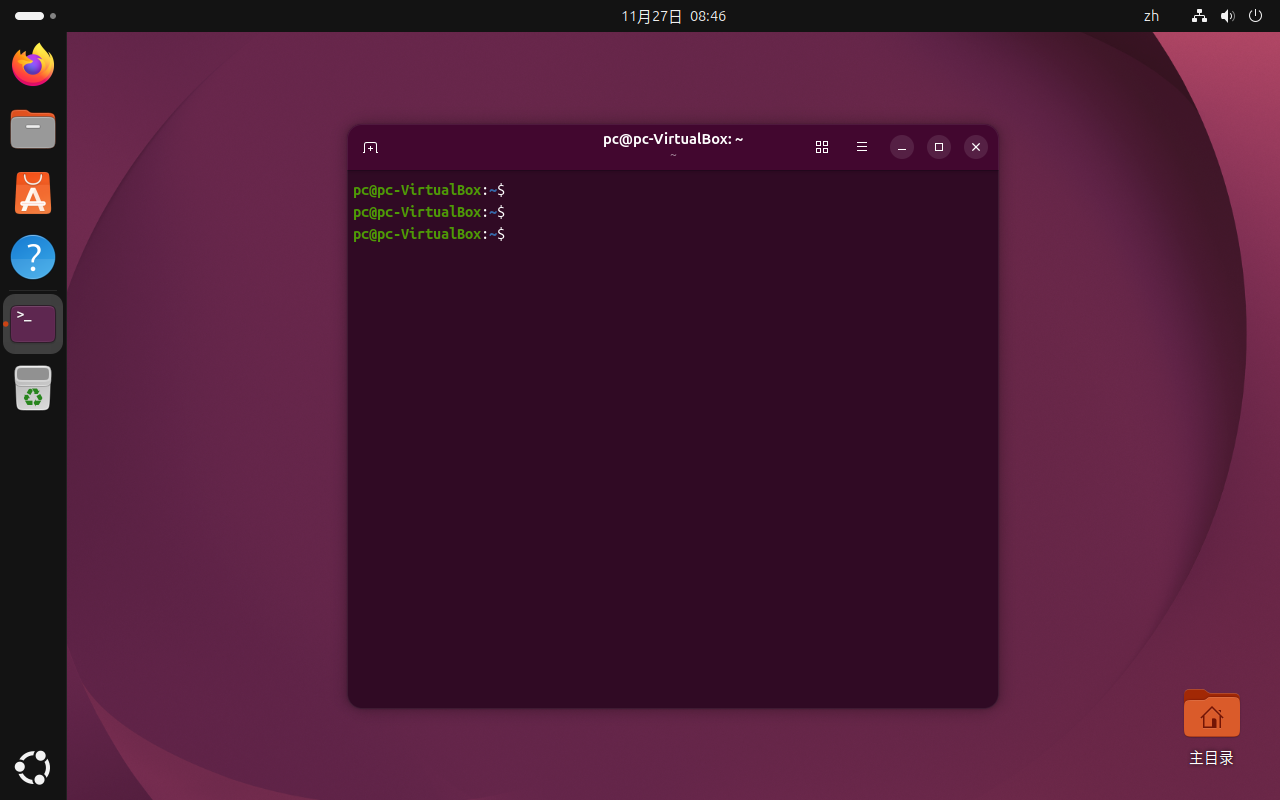 11月27日 08:46
zh
pc@pc-VirtualBox: ~
~
pc@pc-VirtualBox:~$
pc@pc-VirtualBox:~$
pc@pc-VirtualBox:~$
>_
主目录